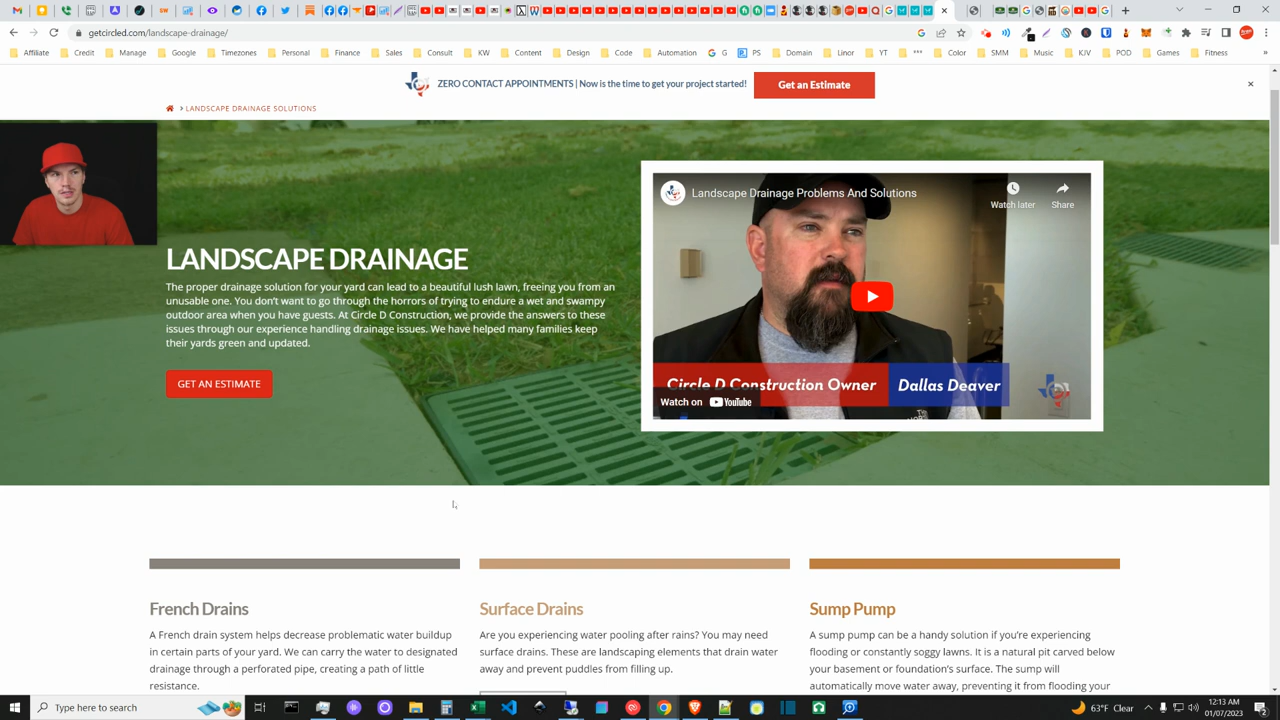 getcircled.com/landscape-drainage/
Affiliate Credit Manage Google Timezones Personal Finance Sales Consult KW Content Design Code Automation G PS Domain Linor YT *** Color SMM Music KJV POD Games Fitness »
ZERO CONTACT APPOINTMENTS | Now is the time to get your project started! Get an Estimate
> LANDSCAPE DRAINAGE SOLUTIONS
Landscape Drainage Problems And Solutions
Watch later Share
LANDSCAPE DRAINAGE
The proper drainage solution for your yard can lead to a beautiful lush lawn, freeing you from an
unusable one. You don't want to go through the horrors of trying to endure a wet and swampy
outdoor area when you have guests. At Circle D Construction, we provide the answers to these
issues through our experience handling drainage issues. We have helped many families keep
their yards green and updated.
GET AN ESTIMATE
Circle D Construction Owner Dallas Deaver
Watch on YouTube
French Drains
A French drain system helps decrease problematic water buildup
in certain parts of your yard. We can carry the water to designated
drainage through a perforated pipe, creating a path of little
resistance.
Surface Drains
Are you experiencing water pooling after rains? You may need
surface drains. These are landscaping elements that drain water
away and prevent puddles from filling up.
Sump Pump
A sump pump can be a handy solution if you're experiencing
flooding or constantly soggy lawns. It is a natural pit carved below
your basement or foundation's surface. The sump will
automatically move water away, preventing it from flooding your
Type here to search
63°F Clear
12:13 AM
01/07/2023